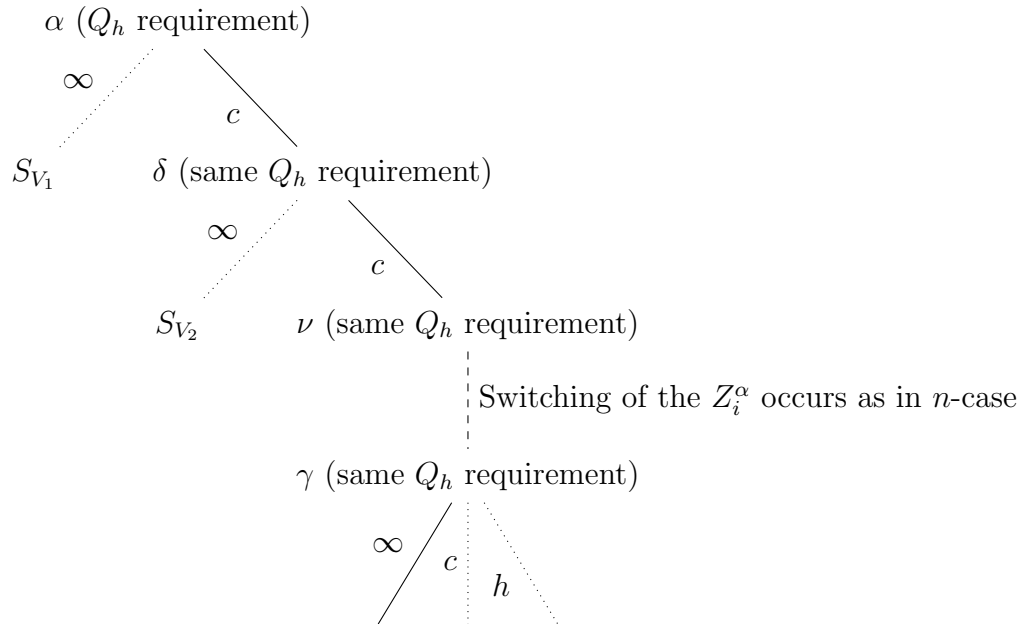 α (Q_h requirement)
∞
c
S_{V_1}
δ (same Q_h requirement)
∞
c
S_{V_2}
ν (same Q_h requirement)
Switching of the Z_i^α occurs as in n-case
γ (same Q_h requirement)
∞
c
h